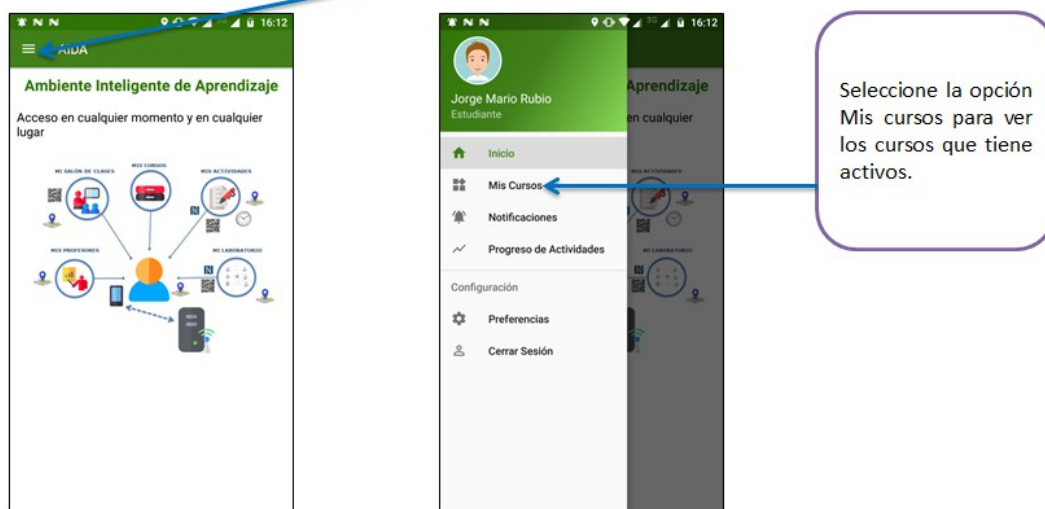 16:12
AIDA
Ambiente Inteligente de Aprendizaje
Acceso en cualquier momento y en cualquier
lugar
MIS CURSOS
MI SALÓN DE CLASES
MIS ACTIVIDADES
MIS PROFESORES
MI LABORATORIO
3G
16:12
Aprendizaje
Jorge Mario Rubio
Estudiante
en cualquier
Inicio
MIS ACTIVIDADES
Mis Cursos
Notificaciones
Progreso de Actividades
MI LABORATORIO
Configuración
Preferencias
Cerrar Sesión
Seleccione la opción
Mis cursos para ver
los cursos que tiene
activos.